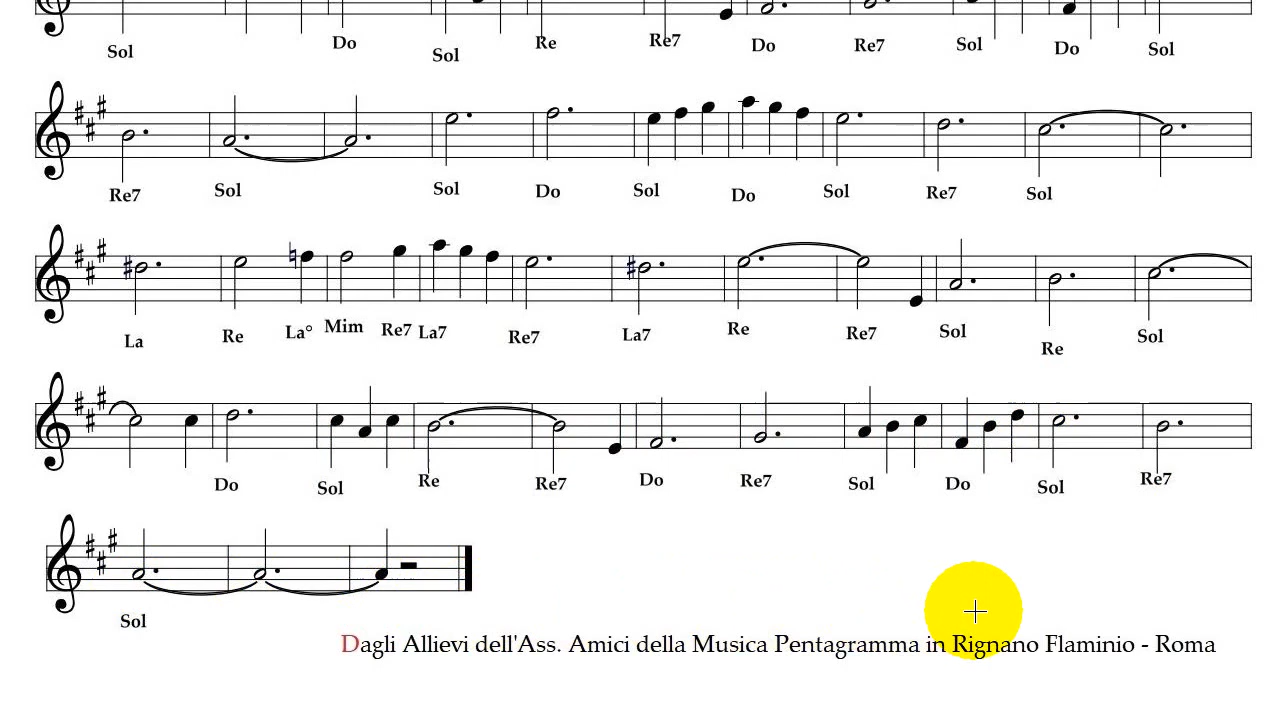 Sol Do Sol Re Re7 Do Re7 Sol Do Sol
Re7 Sol Sol Do Sol Do Sol Re7 Sol
La Re La° Mim Re7 La7 Re7 La7 Re Re7 Sol Re Sol
Do Sol Re Re7 Do Re7 Sol Do Sol Re7
Sol
Dagli Allievi dell'Ass. Amici della Musica Pentagramma in Rignano Flaminio - Roma